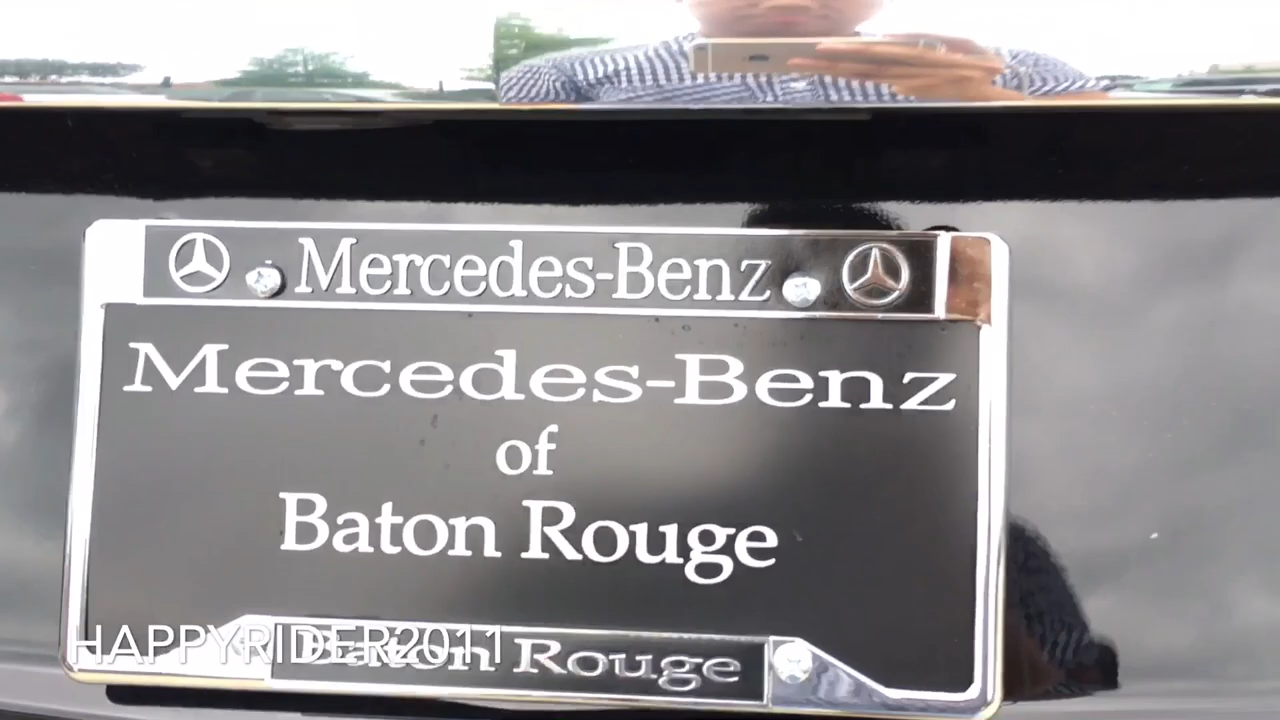 Mercedes-Benz
Mercedes-Benz
of
Baton Rouge
Baton Rouge
HAPPYRIDER2011